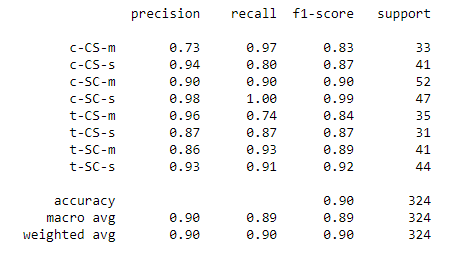 precision recall f1-score support
c-CS-m 0.73 0.97 0.83 33
c-CS-s 0.94 0.80 0.87 41
c-SC-m 0.90 0.90 0.90 52
c-SC-s 0.98 1.00 0.99 47
t-CS-m 0.96 0.74 0.84 35
t-CS-s 0.87 0.87 0.87 31
t-SC-m 0.86 0.93 0.89 41
t-SC-s 0.93 0.91 0.92 44
accuracy 0.90 324
macro avg 0.90 0.89 0.89 324
weighted avg 0.90 0.90 0.90 324